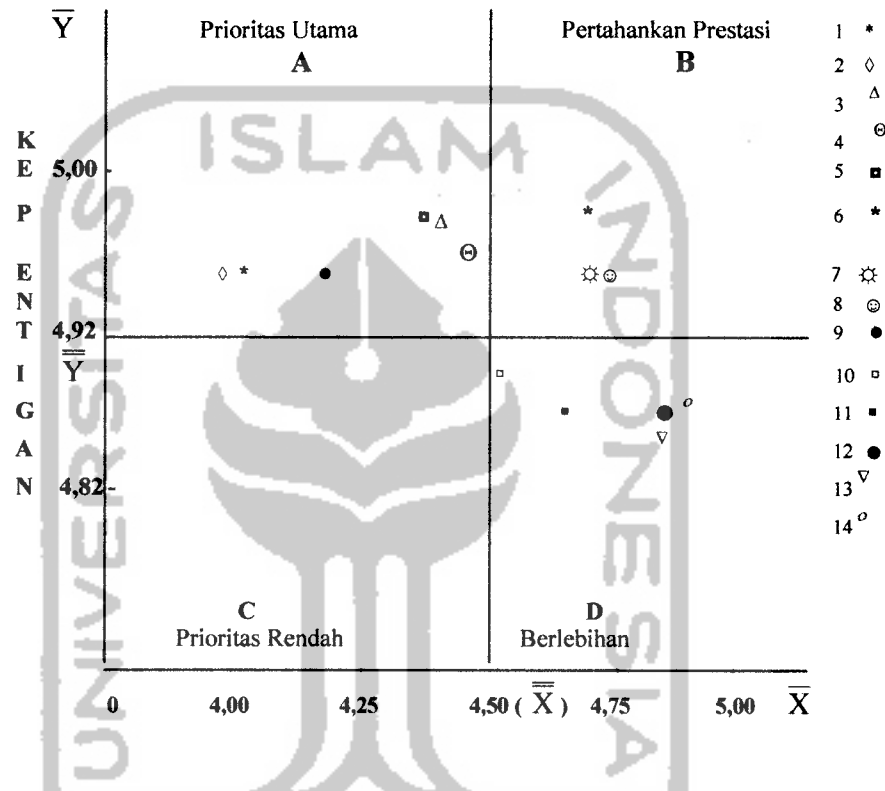 Y Prioritas Utama Pertahankan Prestasi
A B
KEPENTINGAN
5,00
4,92
Y
4,82
C D
Prioritas Rendah Berlebihan
0 4,00 4,25 4,50 ( X ) 4,75 5,00 X
1 *
2 ◊
3 Δ
4 Θ
5
6 *
7 ☼
8 ☺
9 ●
10 □
11 ■
12 ●
13 ∇
14 o
UNIVERSITAS
ISLAM
INDONESIA